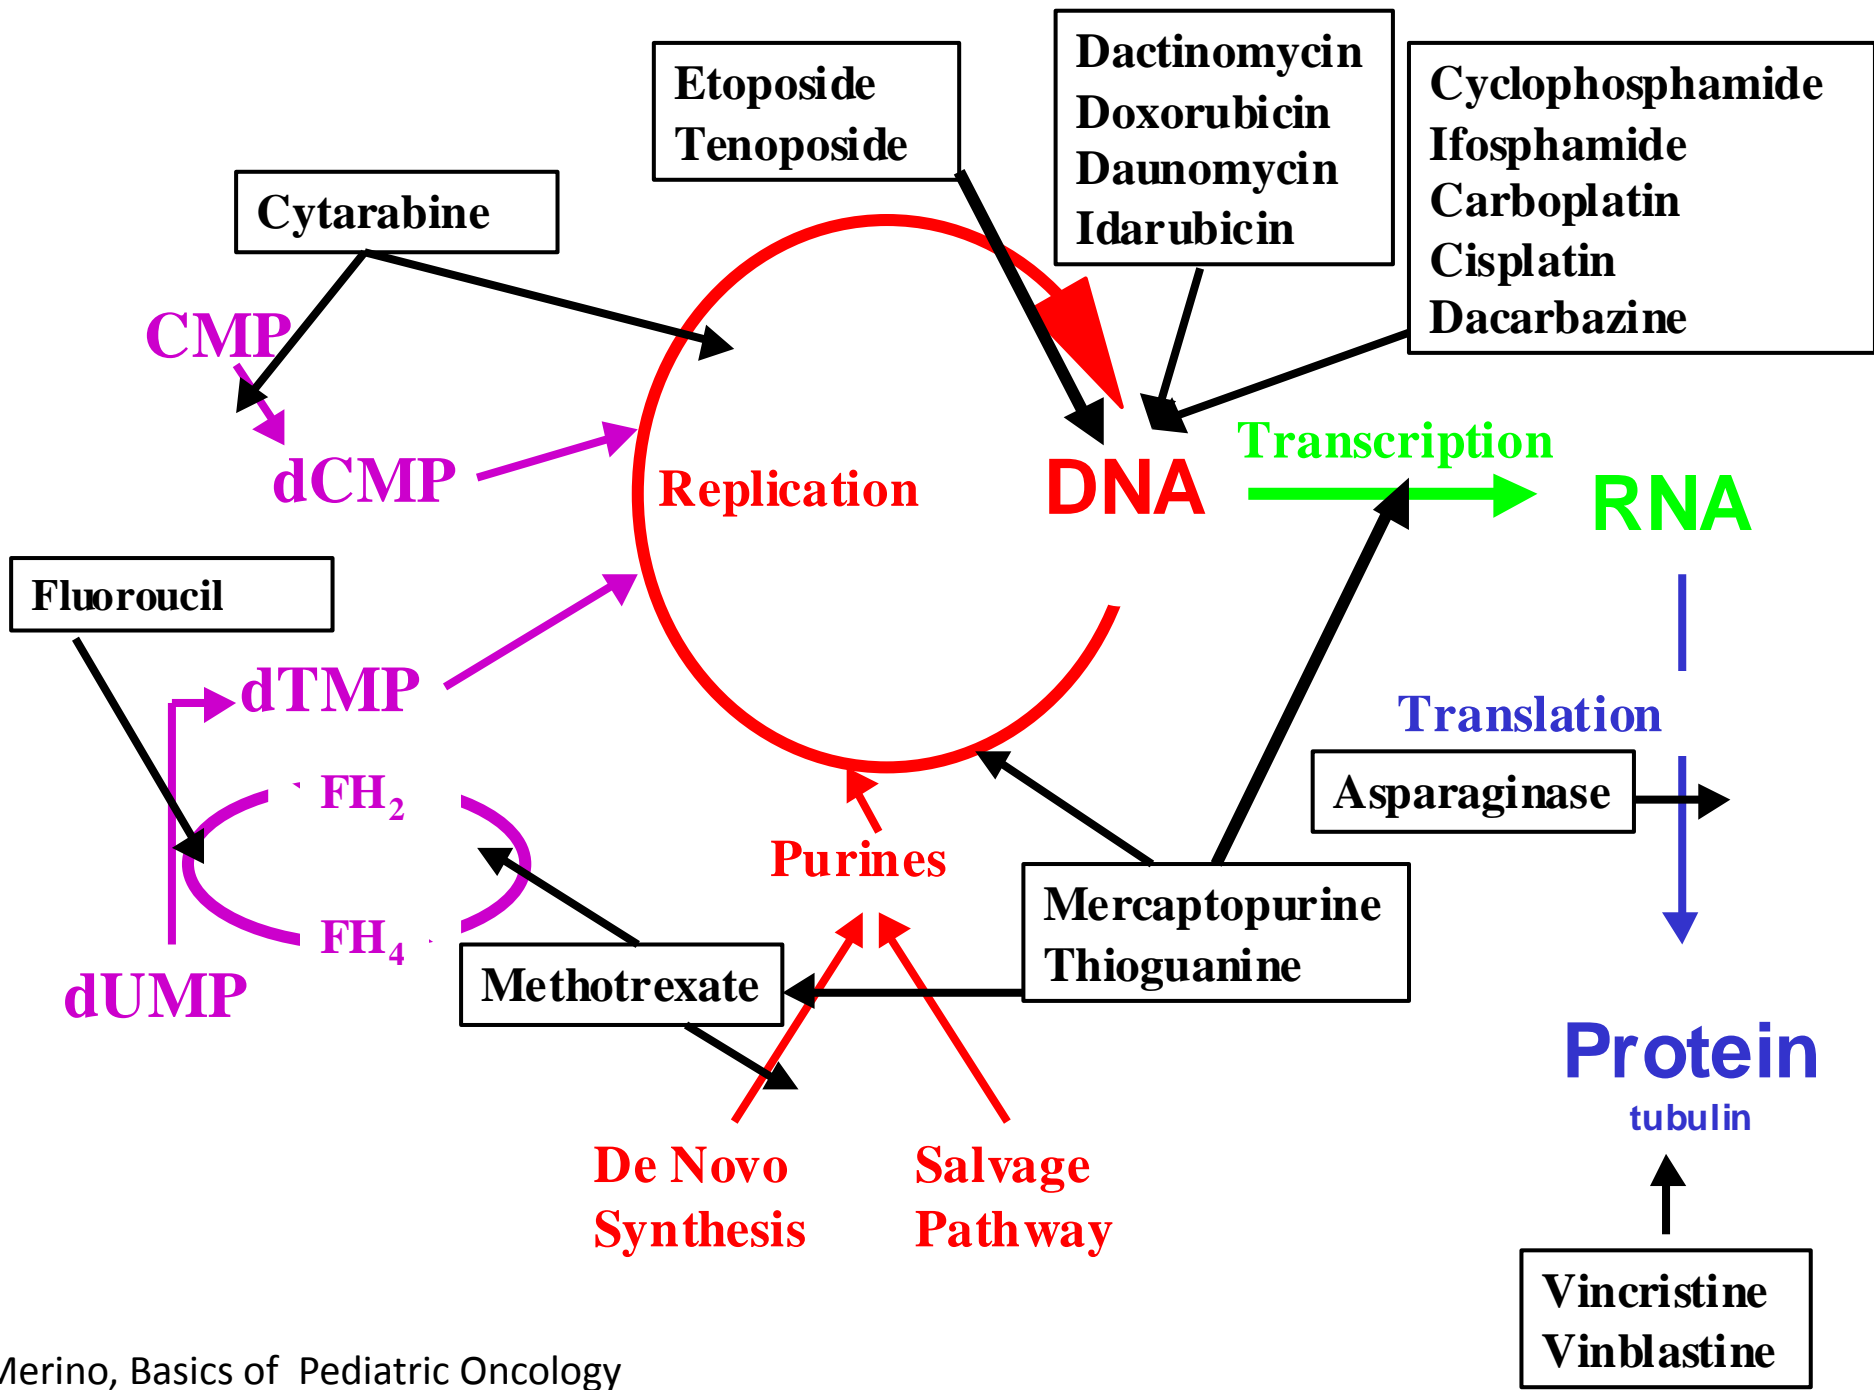 Etoposide
Tenoposide
Dactinomycin
Doxorubicin
Daunomycin
Idarubicin
Cyclophosphamide
Ifosphamide
Carboplatin
Cisplatin
Dacarbazine
Cytarabine
CMP
dCMP
Replication
DNA
Transcription
RNA
Fluoroucil
dTMP
FH2
FH4
dUMP
Translation
Asparaginase
Purines
Mercaptopurine
Thioguanine
Methotrexate
Protein
tubulin
De Novo
Synthesis
Salvage
Pathway
Vincristine
Vinblastine
Merino, Basics of Pediatric Oncology